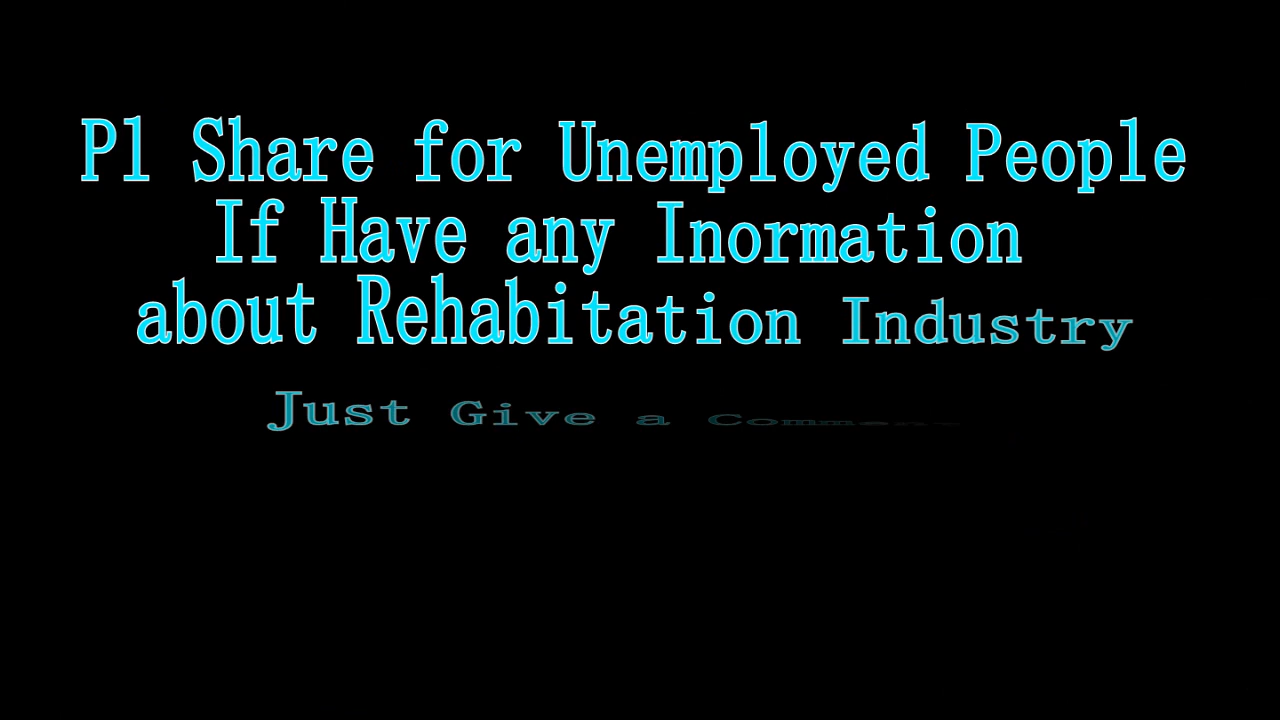 Pl Share for Unemployed People
If Have any Inormation
about Rehabitation Industry
Just Give a